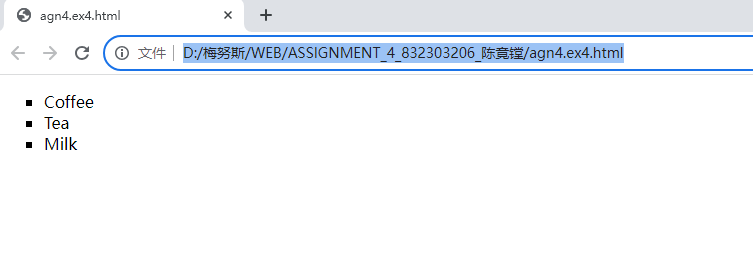 agn4.ex4.html
文件 D:/梅努斯/WEB/ASSIGNMENT_4_832303206_陈竟镗/agn4.ex4.html
Coffee
Tea
Milk